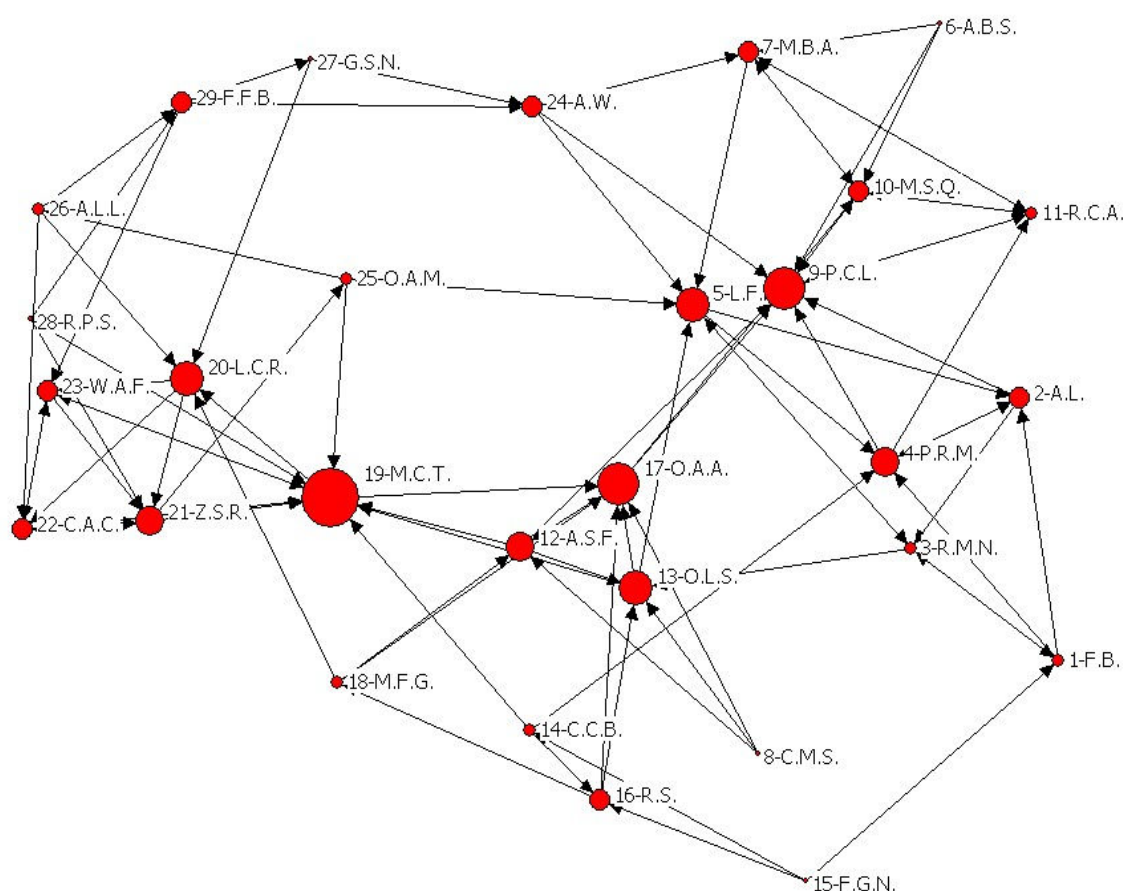 6-A.B.S.
7-M.B.A.
27-G.S.N.
29-F.F.B.
24-A.W.
10-M.S.Q.
26-A.L.L.
11-R.C.A.
9-P.C.L.
25-O.A.M.
5-L.F.
28-R.P.S.
20-L.C.R.
23-W.A.F.
2-A.L.
4-P.R.M.
17-O.A.A.
19-M.C.T.
21-Z.S.R.
22-C.A.C.
12-A.S.F.
3-R.M.N.
13-O.L.S.
1-F.B.
18-M.F.G.
14-C.C.B.
8-C.M.S.
16-R.S.
15-F.G.N.